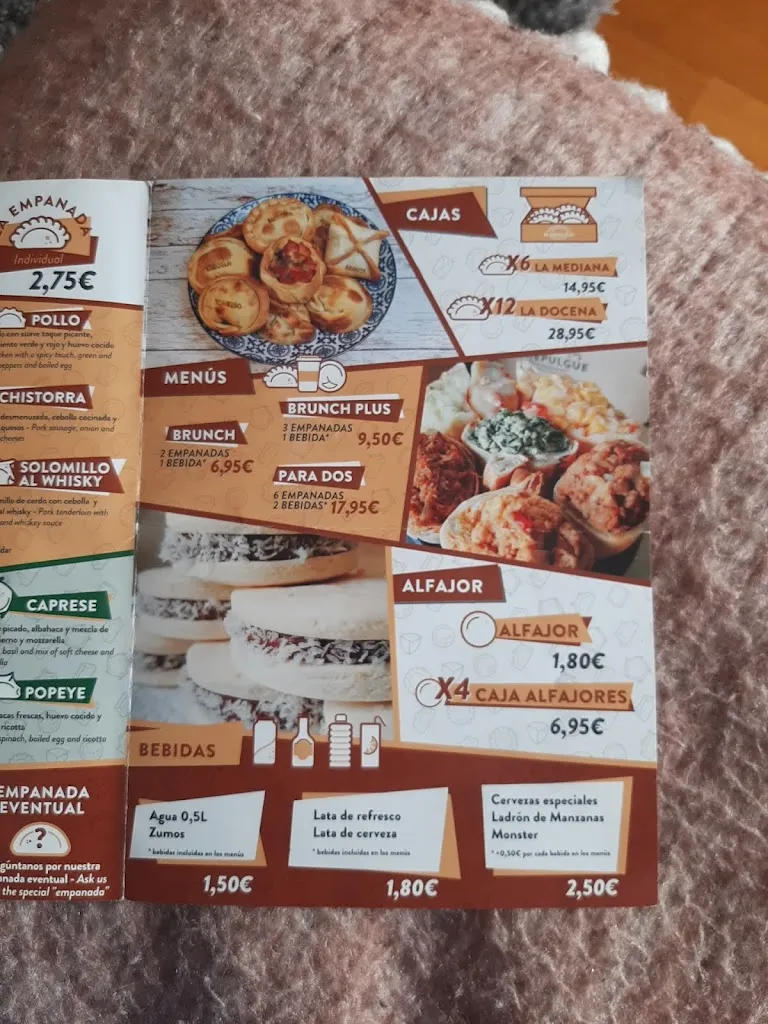 EMPANADA
Individual
2,75€
POLLO
con suave toque picante,
verde y rojo y huevo cocido
with a spicy touch, green and
peppers and boiled egg
CHISTORRA
desmenuzada, cebolla cocinada y
quesos - Pork sausage, onion and
cheeses
SOLOMILLO
AL WHISKY
de cerdo con cebolla y
al whisky - Pork tenderloin with
and whiskey sauce
CAPRESE
picado, albahaca y mezcla de
y mozzarella
basil and mix of soft cheese and
POPEYE
frescas, huevo cocido y
ricotta
spinach, boiled egg and ricotta
EMPANADA
EVENTUAL
?
por nuestra
eventual - Ask us
the special "empanada"
CAJAS
X6 LA MEDIANA
14,95€
X12 LA DOCENA
28,95€
MENÚS
BRUNCH
2 EMPANADAS
1 BEBIDA* 6,95€
BRUNCH PLUS
3 EMPANADAS
1 BEBIDA* 9,50€
PARA DOS
6 EMPANADAS
2 BEBIDAS* 17,95€
ALFAJOR
ALFAJOR
1,80€
X4 CAJA ALFAJORES
6,95€
BEBIDAS
Agua 0,5L
Zumos
* bebidas incluidas en los menús
1,50€
Lata de refresco
Lata de cerveza
* bebidas incluidas en los menús
1,80€
Cervezas especiales
Ladrón de Manzanas
Monster
* +0,50€ por cada bebida en los menús
2,50€